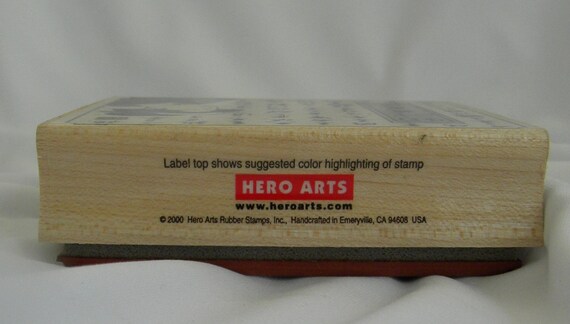 Label top shows suggested color highlighting of stamp
HERO ARTS
www.heroarts.com
© 2000 Hero Arts Rubber Stamps, Inc., Handcrafted in Emeryville, CA 94608 USA